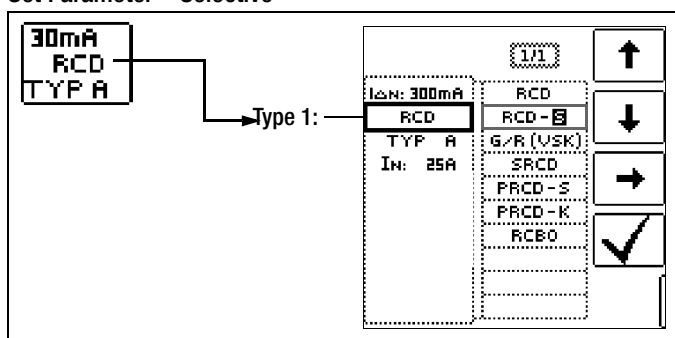 Set Parameter – Selective
30mA
RCD
TYP A
Type 1:
1/1
I△N: 300mA
RCD
TYP A
IN: 25A
RCD
RCD-S
G/R (VSK)
SRCD
PRCD-S
PRCD-K
RCBO